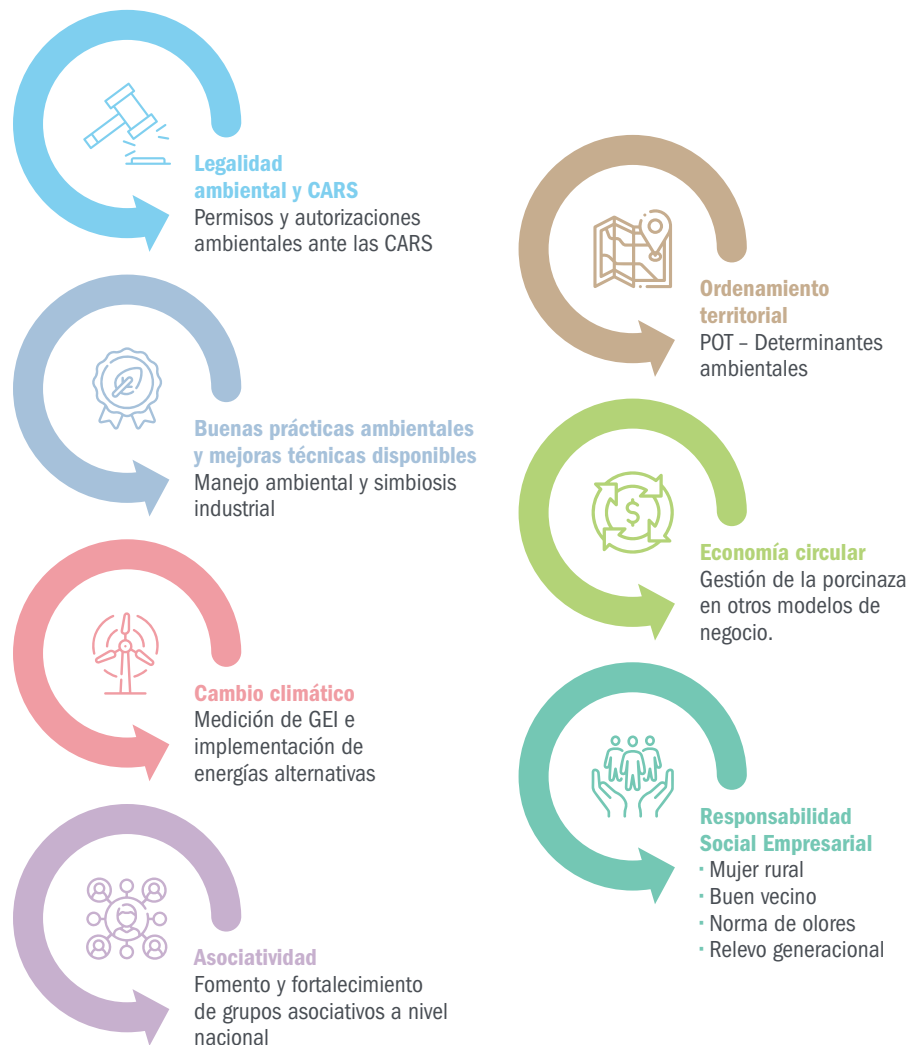 Legalidad
ambiental y CARS
Permisos y autorizaciones
ambientales ante las CARS
Buenas prácticas ambientales
y mejoras técnicas disponibles
Manejo ambiental y simbiosis
industrial
Cambio climático
Medición de GEI e
implementación de
energías alternativas
Asociatividad
Fomento y fortalecimiento
de grupos asociativos a nivel
nacional
Ordenamiento
territorial
POT – Determinantes
ambientales
$
Economía circular
Gestión de la porcinaza
en otros modelos de
negocio.
Responsabilidad
Social Empresarial
· Mujer rural
· Buen vecino
· Norma de olores
· Relevo generacional